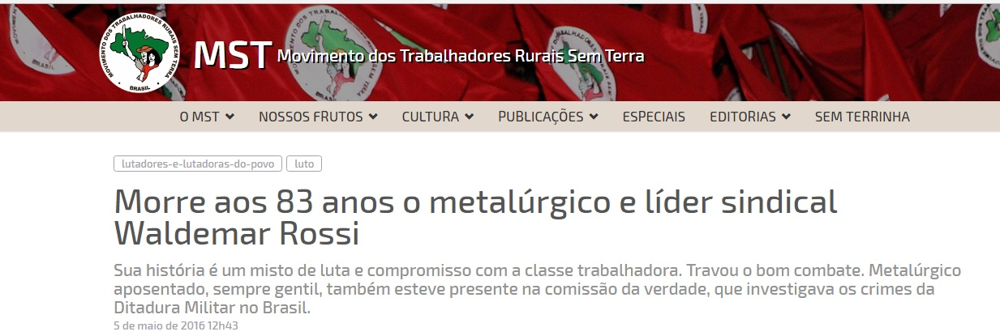 MOVIMENTO DOS TRABALHADORES RURAIS SEM TERRA
BRASIL
MST Movimento dos Trabalhadores Rurais Sem Terra
O MST NOSSOS FRUTOS CULTURA PUBLICAÇÕES ESPECIAIS EDITORIAS SEM TERRINHA
lutadores-e-lutadoras-do-povo luto
Morre aos 83 anos o metalúrgico e líder sindical
Waldemar Rossi
Sua história é um misto de luta e compromisso com a classe trabalhadora. Travou o bom combate. Metalúrgico
aposentado, sempre gentil, também esteve presente na comissão da verdade, que investigava os crimes da
Ditadura Militar no Brasil.
5 de maio de 2016 12h43